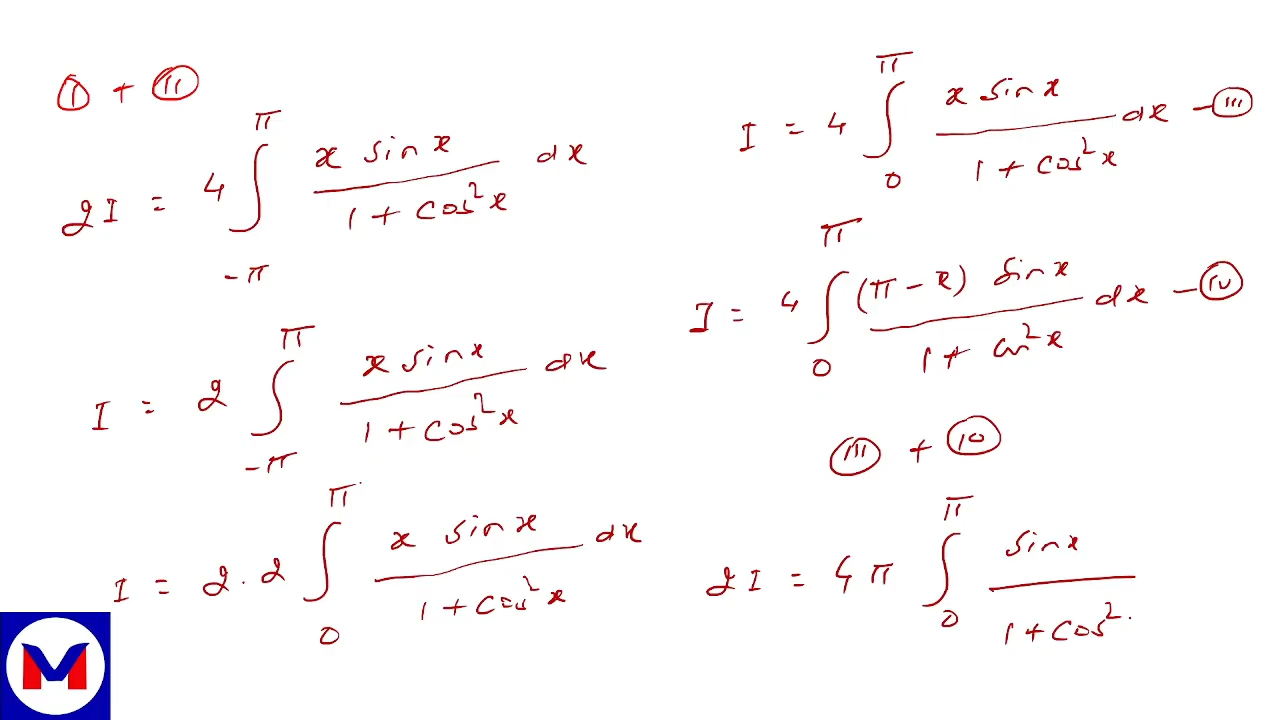 ① + ②
2I = 4 ∫_{-π}^{π} (x sin x)/(1 + cos²x) dx
I = 2 ∫_{-π}^{π} (x sin x)/(1 + cos²x) dx
I = 2.2 ∫_{0}^{π} (x sin x)/(1 + cos²x) dx
I = 4 ∫_{0}^{π} (x sin x)/(1 + cos²x) dx – (iii)
I = 4 ∫_{0}^{π} ((π – x) sin x)/(1 + cos²x) dx – (iv)
(iii) + (iv)
2I = 4π ∫_{0}^{π} (sin x)/(1 + cos².
M